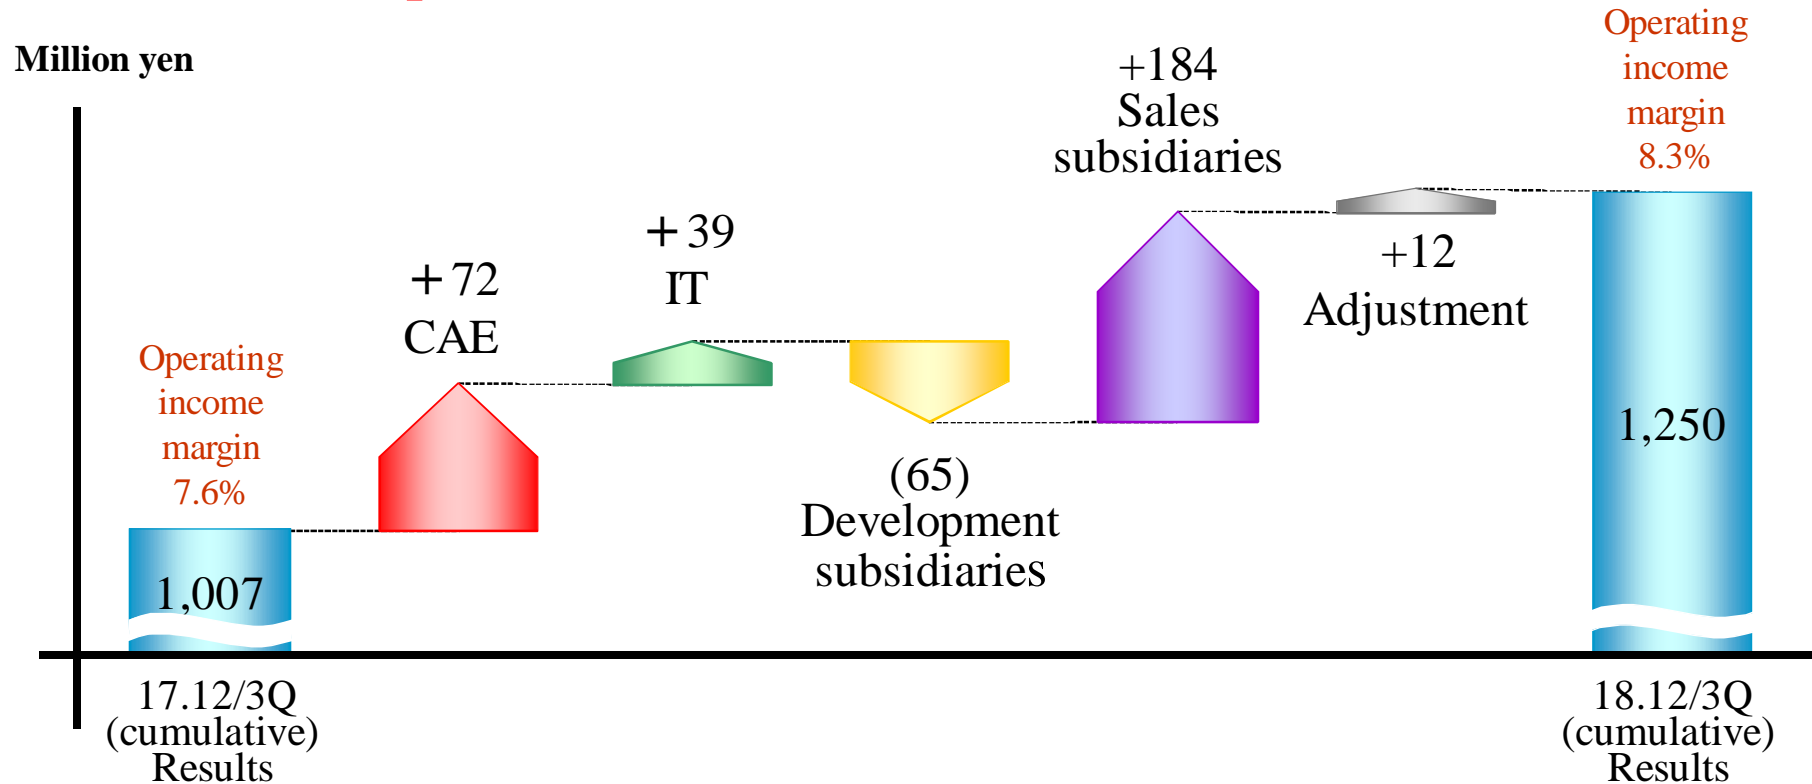 Million yen
Operating
income
margin
7.6%
1,007
17.12/3Q
(cumulative)
Results
+72
CAE
+39
IT
(65)
Development
subsidiaries
+184
Sales
subsidiaries
+12
Adjustment
Operating
income
margin
8.3%
1,250
18.12/3Q
(cumulative)
Results